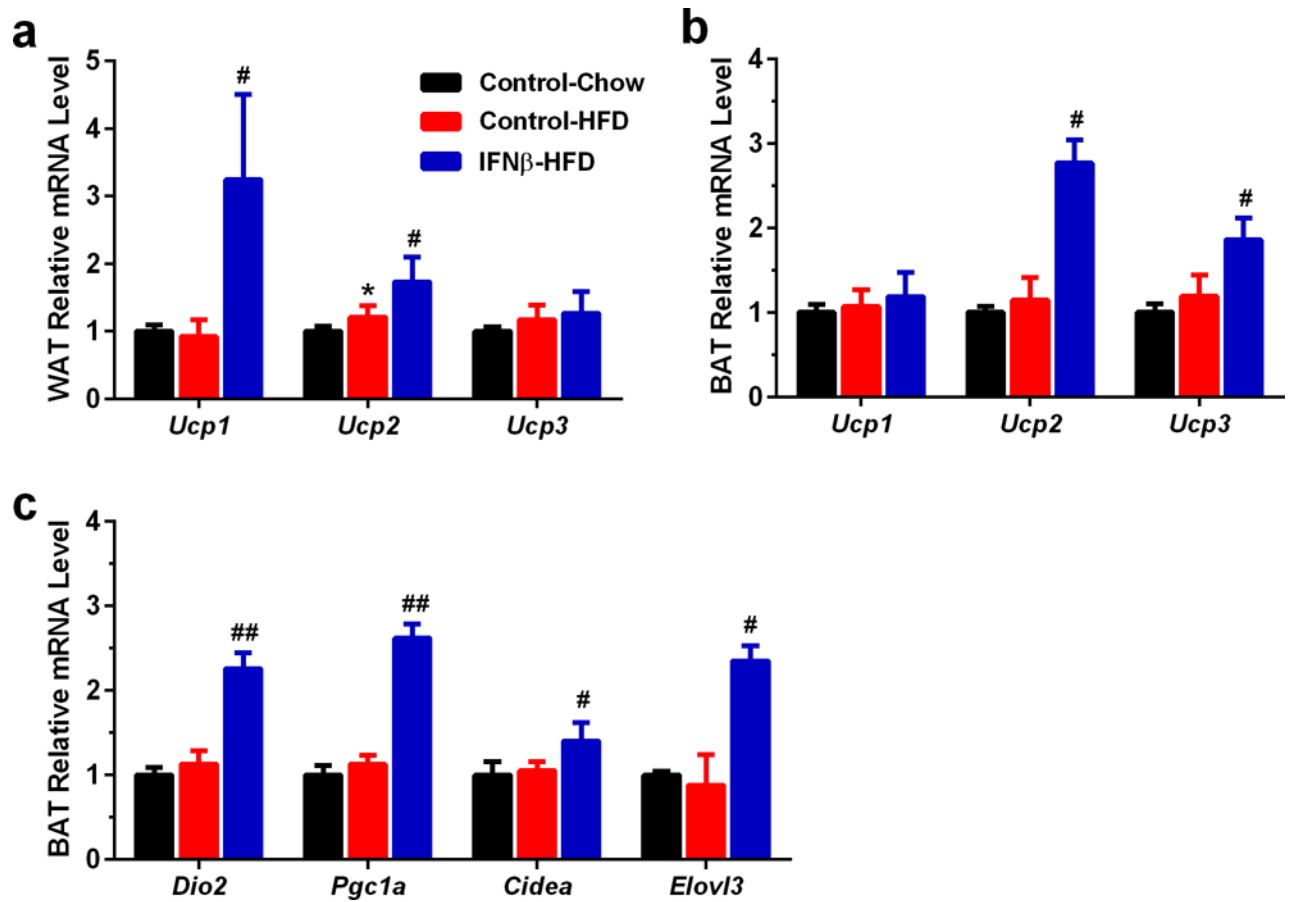 a
WAT Relative mRNA Level
5
4
3
2
1
0
#
*
#
Control-Chow
Control-HFD
IFNβ-HFD
Ucp1 Ucp2 Ucp3
b
BAT Relative mRNA Level
4
3
2
1
0
#
#
Ucp1 Ucp2 Ucp3
c
BAT Relative mRNA Level
4
3
2
1
0
##
##
#
#
Dio2 Pgc1a Cidea Elovl3